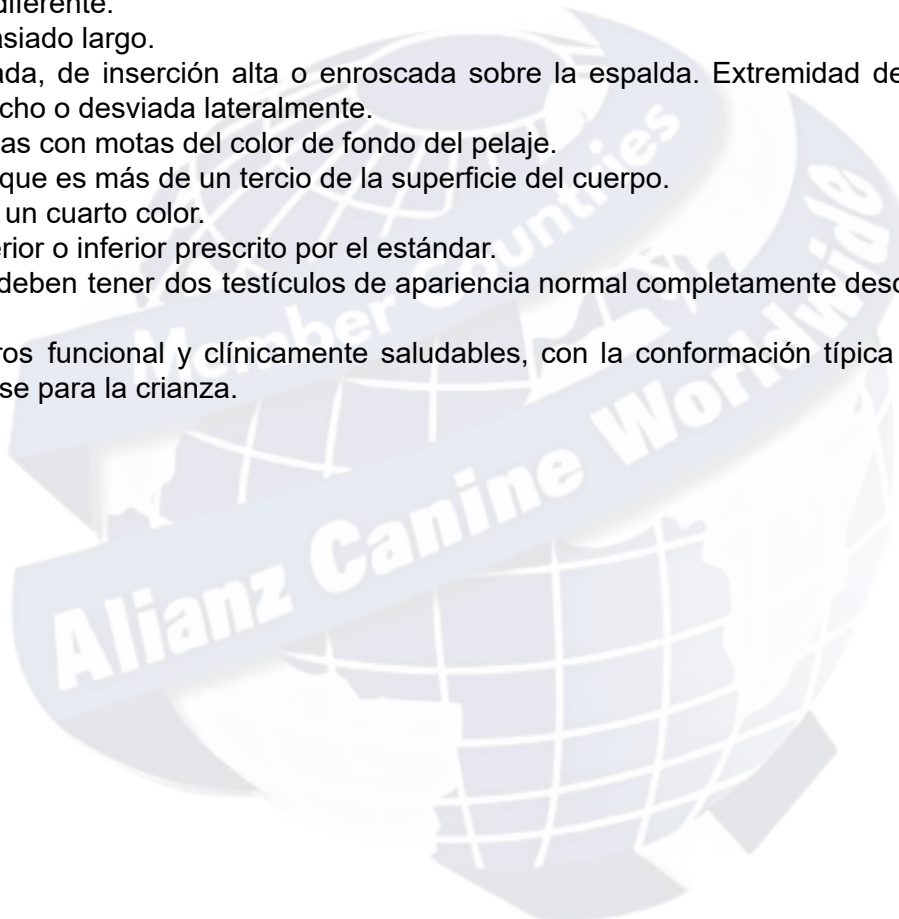 diferente.
asiado largo.
ada, de inserción alta o enroscada sobre la espalda. Extremidad de
cho o desviada lateralmente.
as con motas del color de fondo del pelaje.
que es más de un tercio de la superficie del cuerpo.
un cuarto color.
erior o inferior prescrito por el estándar.
deben tener dos testículos de apariencia normal completamente desc
ros funcional y clínicamente saludables, con la conformación típica
se para la crianza.
Member Countries
Alianz Canine Worldwide